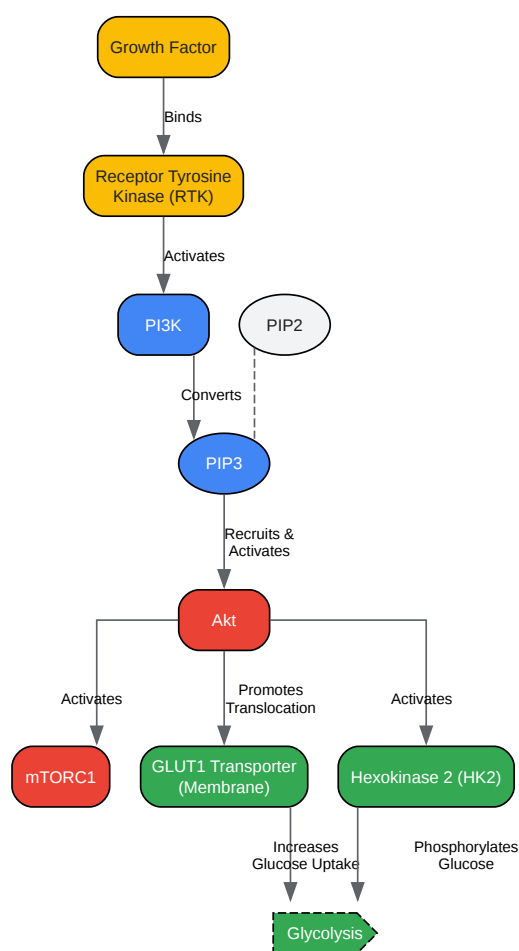 Growth Factor
Binds
Receptor Tyrosine
Kinase (RTK)
Activates
PI3K
PIP2
Converts
PIP3
Recruits &
Activates
Akt
Activates
Promotes
Translocation
Activates
mTORC1
GLUT1 Transporter
(Membrane)
Hexokinase 2 (HK2)
Increases
Glucose Uptake
Phosphorylates
Glucose
Glycolysis